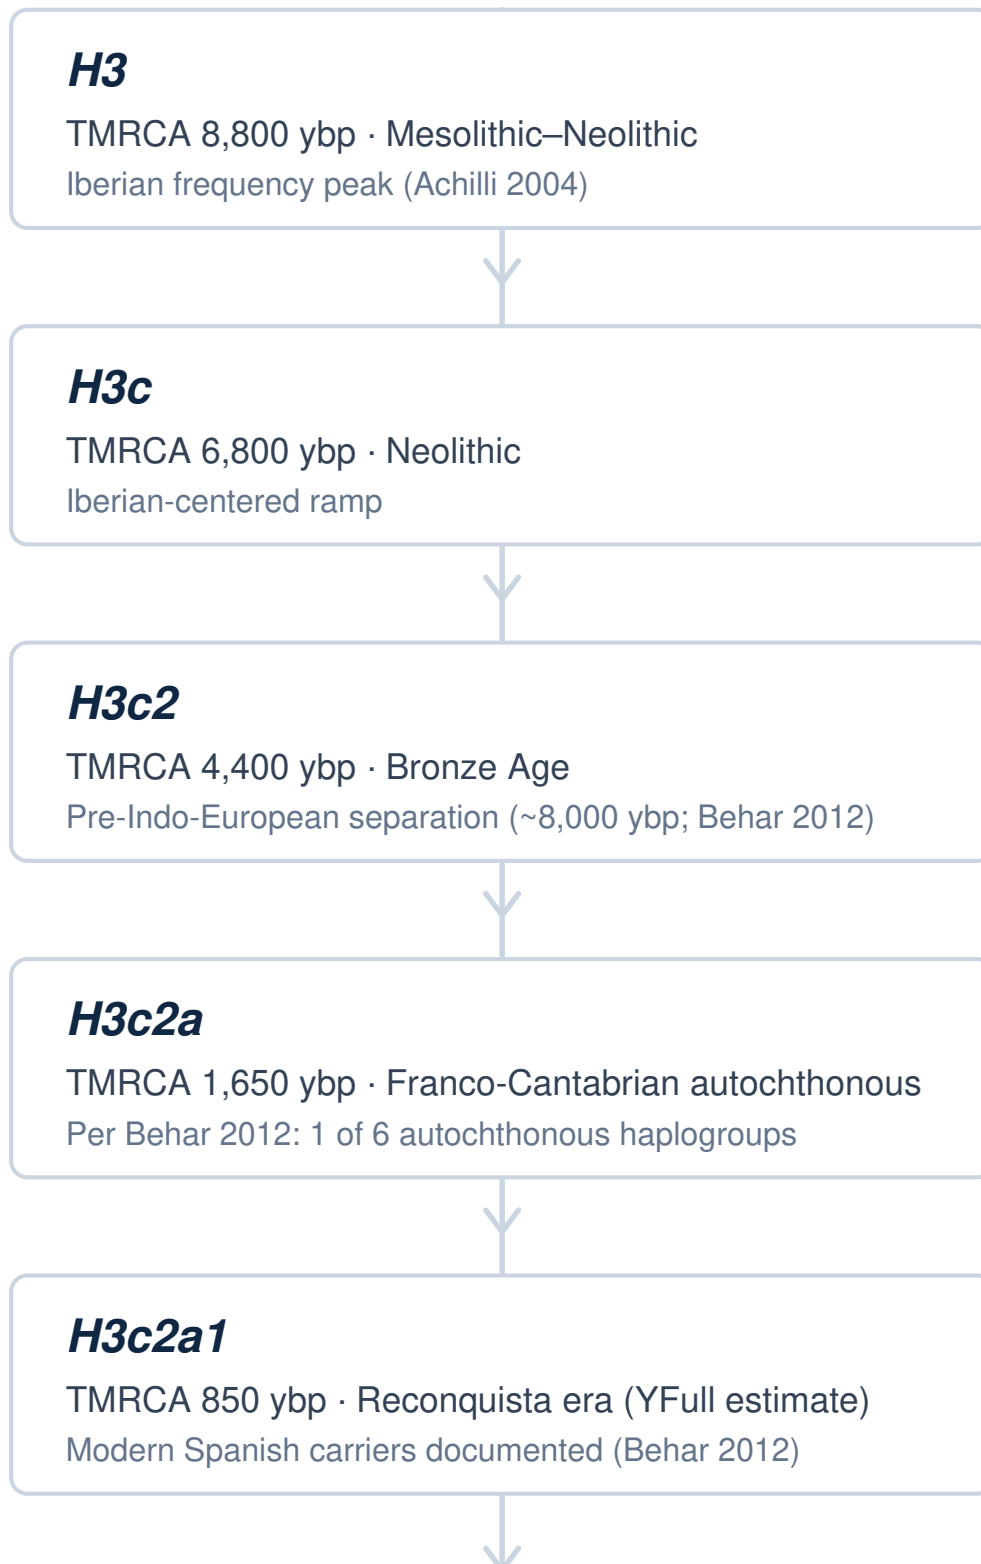 H3
TMRCA 8,800 ybp · Mesolithic–Neolithic
Iberian frequency peak (Achilli 2004)
H3c
TMRCA 6,800 ybp · Neolithic
Iberian-centered ramp
H3c2
TMRCA 4,400 ybp · Bronze Age
Pre-Indo-European separation (~8,000 ybp; Behar 2012)
H3c2a
TMRCA 1,650 ybp · Franco-Cantabrian autochthonous
Per Behar 2012: 1 of 6 autochthonous haplogroups
H3c2a1
TMRCA 850 ybp · Reconquista era (YFull estimate)
Modern Spanish carriers documented (Behar 2012)